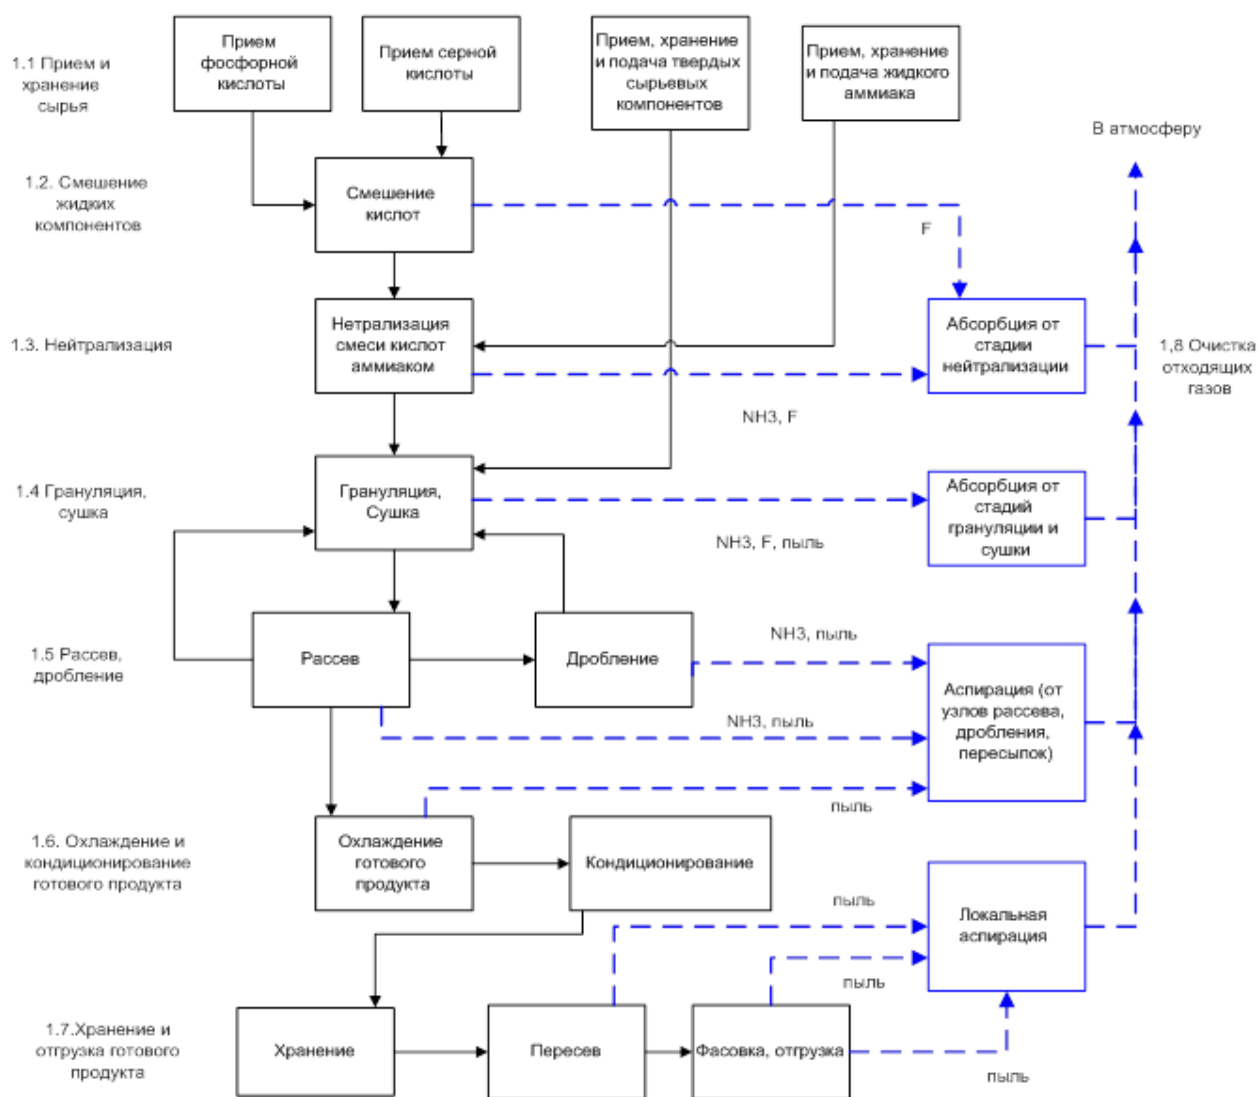 1.1 Прием и
хранение
сырья
Прием
фосфорной
кислоты
Прием серной
кислоты
Прием, хранение
и подача твердых
сырьевых
компонентов
Прием, хранение
и подача жидкого
аммиака
В атмосферу
1.2. Смешение
жидких
компонентов
Смешение
кислот
F
1.3. Нейтрализация
Нетрализация
смеси кислот
аммиаком
Абсорбция от
стадии
нейтрализации
1,8 Очистка
отходящих
газов
NH3, F
1.4 Грануляция,
сушка
Грануляция,
Сушка
Абсорбция от
стадий
грануляции и
сушки
NH3, F, пыль
1.5 Рассев,
дробление
Рассев
Дробление
NH3, пыль
NH3, пыль
Аспирация (от
узлов рассева,
дробления,
пересыпок)
пыль
1.6. Охлаждение и
кондиционирование
готового продукта
Охлаждение
готового
продукта
Кондиционирование
пыль
Локальная
аспирация
пыль
1.7.Хранение и
отгрузка готового
продукта
Хранение
Пересев
Фасовка, отгрузка
пыль